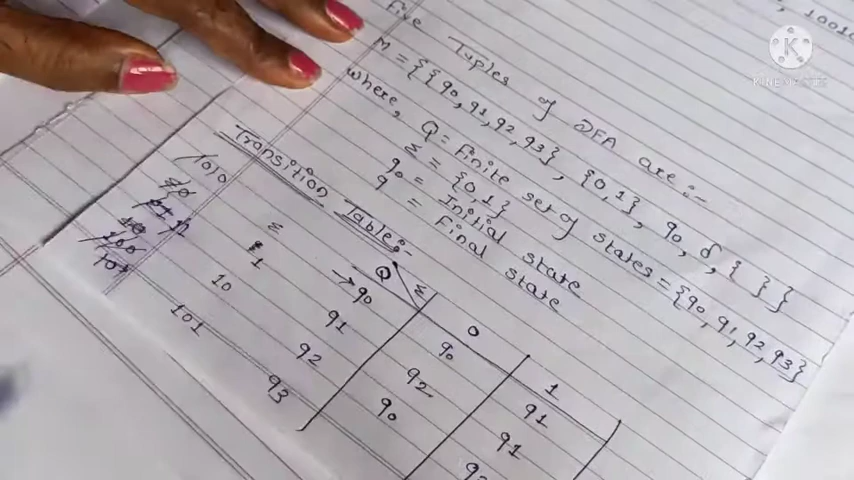 10010
Five Tuples of DFA are:-
M = {{q0, q1, q2, q3}, {0,1}, q0, δ, { }}
where,
Q = Finite set of states = {q0, q1, q2, q3}
Σ = {0,1}
q0 = Initial state
q = Final state
Transition Table:-
1010
Q Σ 0 1
Σ → q0 q0 q1
1 q1 q2 q1
10 q2 q0
101 q3
K